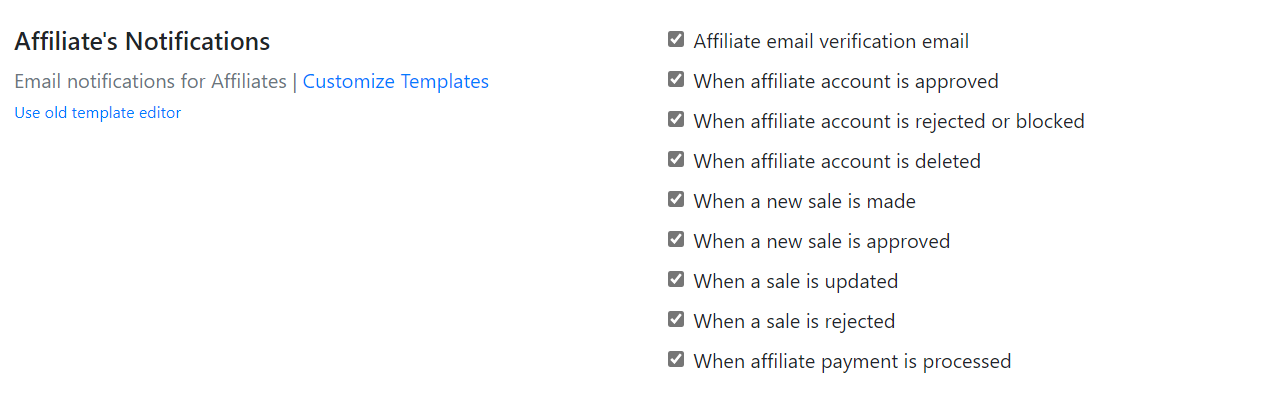 Affiliate's Notifications
Email notifications for Affiliates | Customize Templates
Use old template editor
Affiliate email verification email
When affiliate account is approved
When affiliate account is rejected or blocked
When affiliate account is deleted
When a new sale is made
When a new sale is approved
When a sale is updated
When a sale is rejected
When affiliate payment is processed